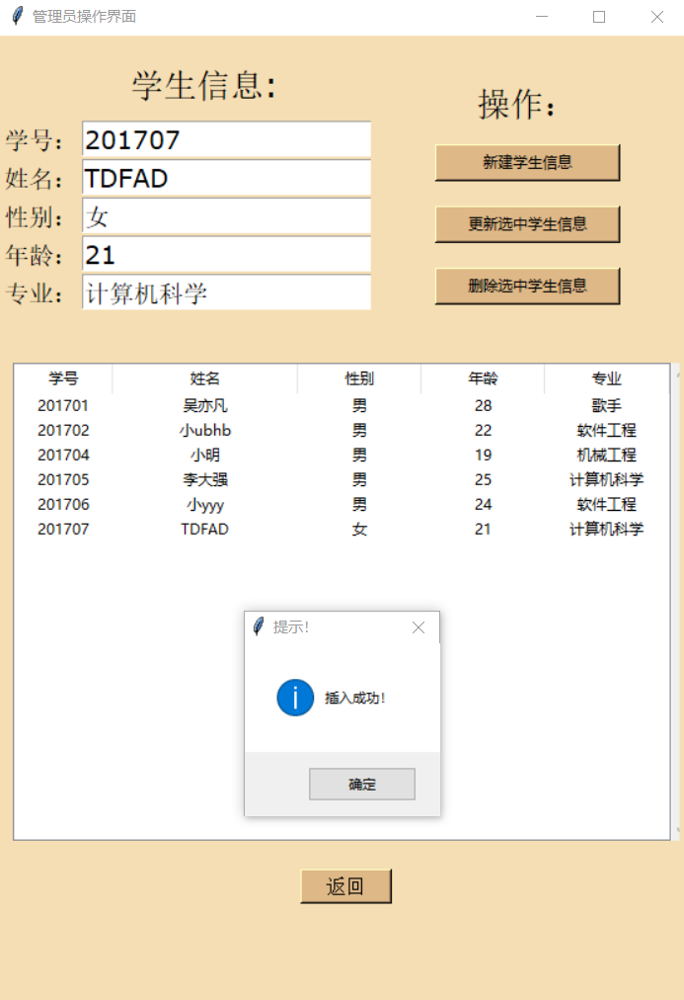 管理员操作界面
学生信息:
操作:
学号: 201707
姓名: TDFAD
性别: 女
年龄: 21
专业: 计算机科学
新建学生信息
更新选中学生信息
删除选中学生信息
学号 姓名 性别 年龄 专业
201701 吴亦凡 男 28 歌手
201702 小ubhb 男 22 软件工程
201704 小明 男 19 机械工程
201705 李大强 男 25 计算机科学
201706 小yyy 男 24 软件工程
201707 TDFAD 女 21 计算机科学
提示!
插入成功!
确定
返回